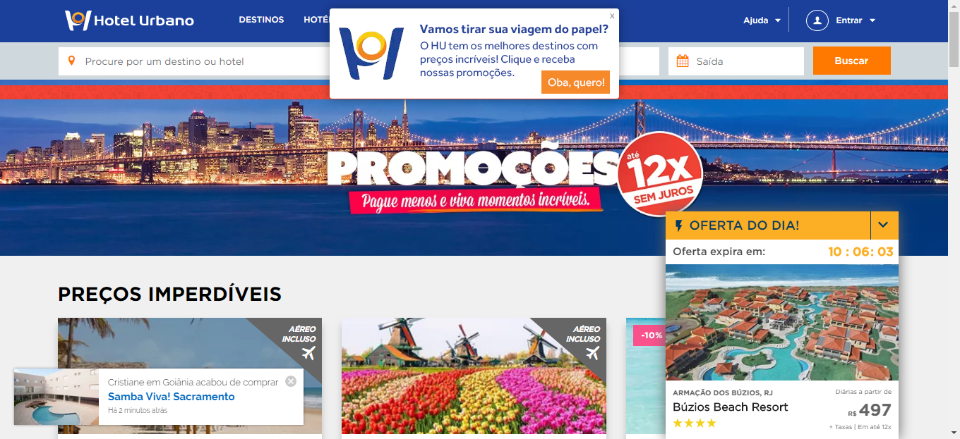 Hotel Urbano
DESTINOS
Ajuda
Entrar
x
Vamos tirar sua viagem do papel?
O HU tem os melhores destinos com
preços incríveis! Clique e receba
nossas promoções.
Oba, quero!
Procure por um destino ou hotel
Saída
Buscar
PROMOÇÕES
Pague menos e viva momentos incríveis.
até
12x
SEM JUROS
OFERTA DO DIA!
Oferta expira em:
10 : 06 : 03
PREÇOS IMPERDÍVEIS
AÉREO
INCLUSO
AÉREO
INCLUSO
-10%
Cristiane em Goiânia acabou de comprar
Samba Viva! Sacramento
Há 2 minutos atrás
ARMAÇÃO DOS BÚZIOS, RJ
Búzios Beach Resort
Diárias a partir de
R$ 497
+ Taxas | Em até 12x